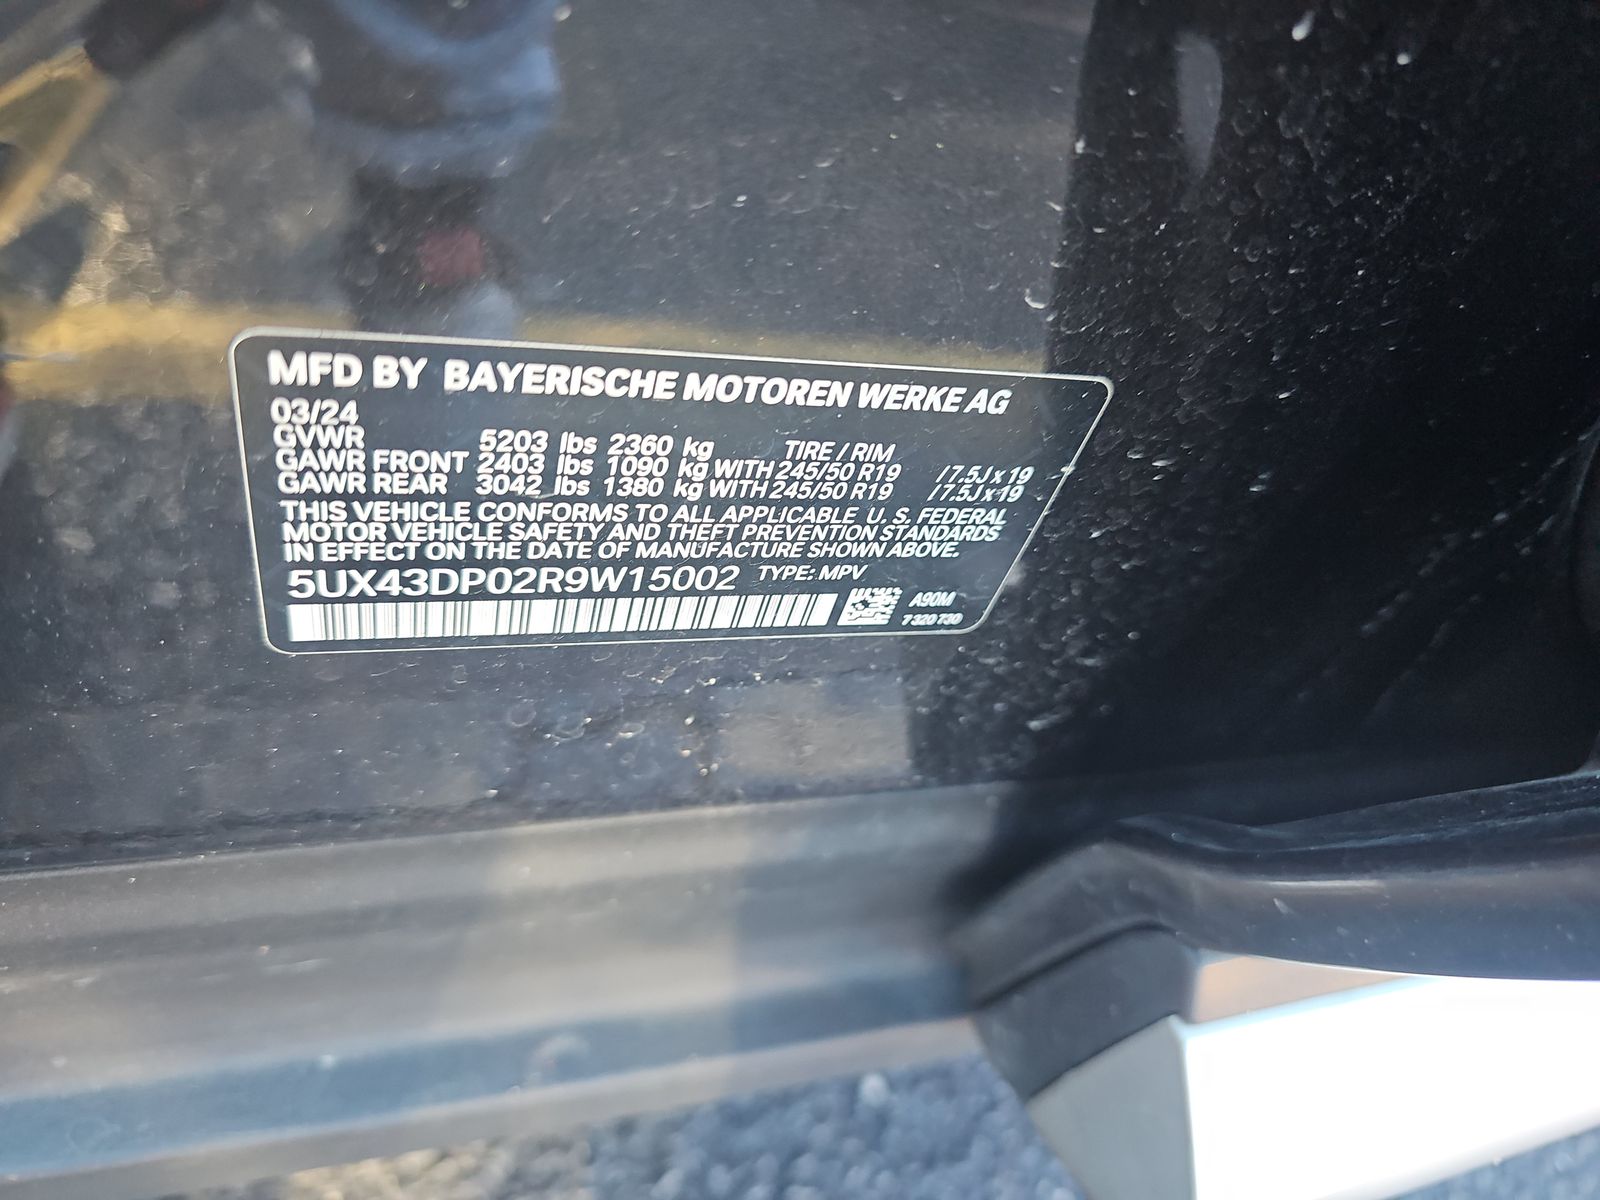 MFD BY BAYERISCHE MOTOREN WERKE AG
03/24
GVWR 5203 lbs 2360 kg TIRE / RIM
GAWR FRONT 2403 lbs 1090 kg WITH 245/50 R19 / 7.5J x 19
GAWR REAR 3042 lbs 1380 kg WITH 245/50 R19 / 7.5J x 19
THIS VEHICLE CONFORMS TO ALL APPLICABLE U. S. FEDERAL
MOTOR VEHICLE SAFETY AND THEFT PREVENTION STANDARDS
IN EFFECT ON THE DATE OF MANUFACTURE SHOWN ABOVE.
5UX43DP02R9W15002 TYPE: MPV
A90M
7320730